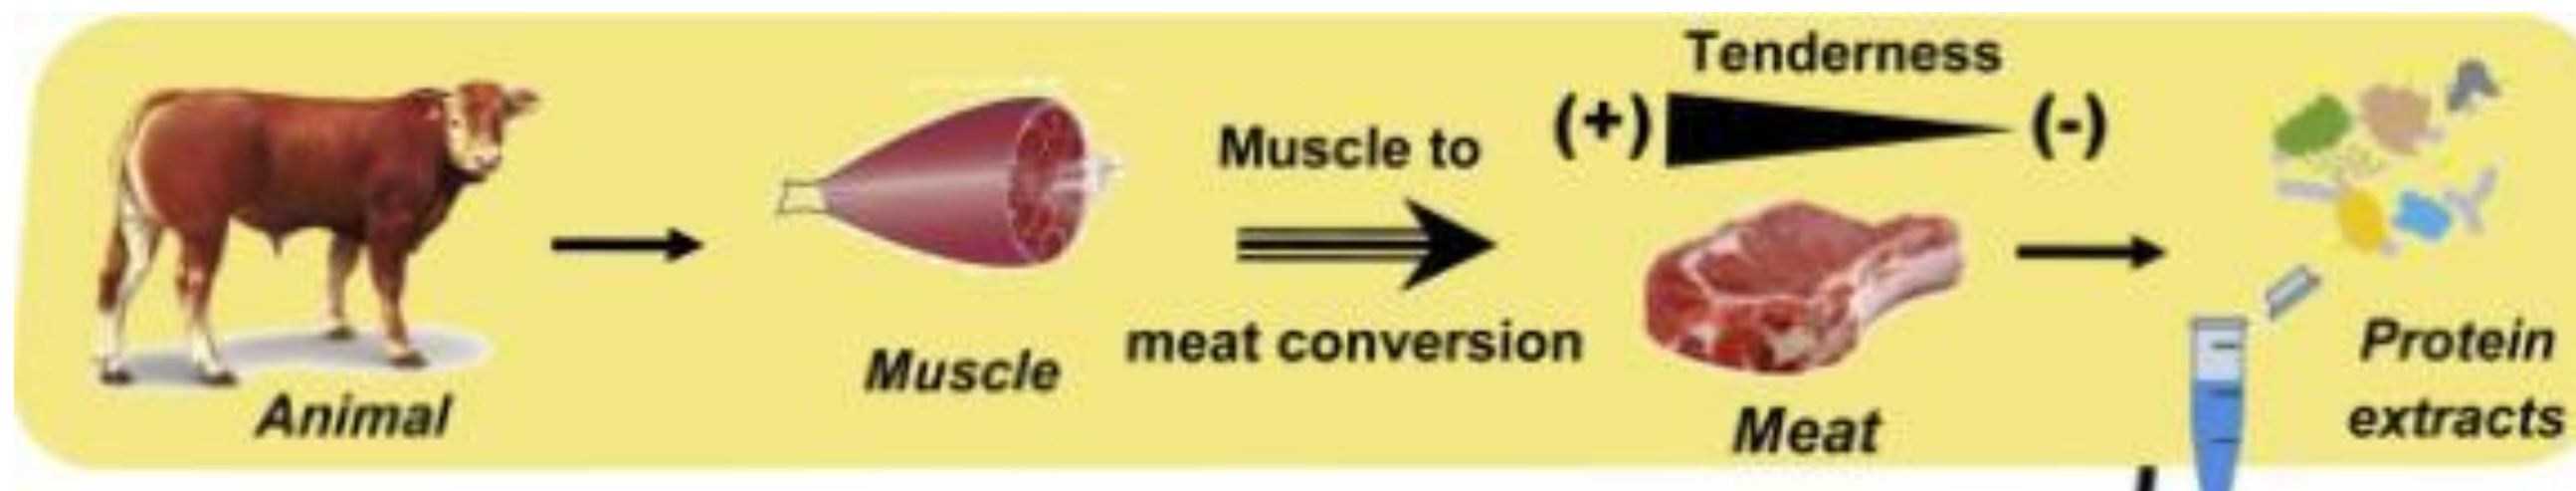 Animal
Muscle
Muscle to
meat conversion
Tenderness
(+) (-)
Meat
Protein
extracts